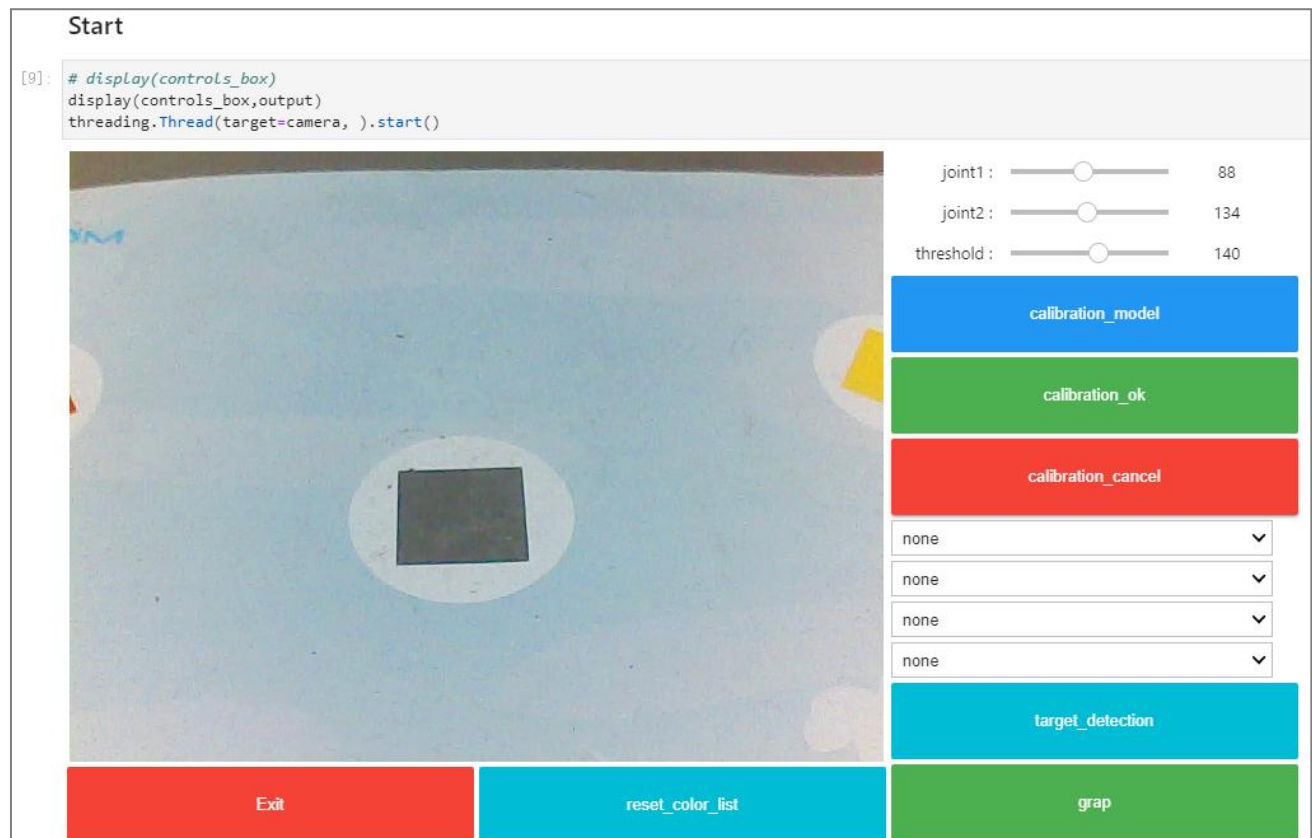 Start
[9]:
# display(controls_box)
display(controls_box,output)
threading.Thread(target=camera, ).start()
joint1 : 88
joint2 : 134
threshold : 140
calibration_model
calibration_ok
calibration_cancel
none
none
none
none
target_detection
Exit
reset_color_list
grap